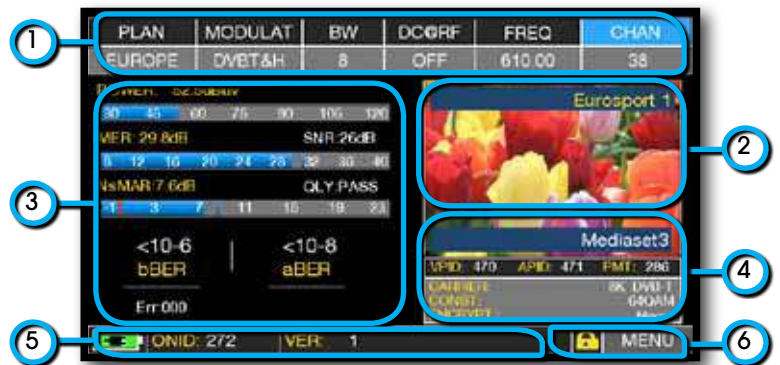 1
PLAN MODULAT BW DC@RF FREQ CHAN
EUROPE DVBT&H 8 OFF 610.00 38
2
Eurosport 1
3
POWER:
30 45 60 75 90 105 120
MER: 29.8dB SNR:26dB
8 12 16 20 24 28 32 36 40
NsMAR:7.6dB QLY:PASS
-1 3 7 11 15 19 23
<10-6 <10-8
bBER | aBER
Err:000
4
Mediaset3
VPID: 470 APID: 471 PMT: 286
CARRIER: 8K DVB-T
CONST: 64QAM
ENCRYPT:
5
ONID: 272 VER: 1
6
MENU